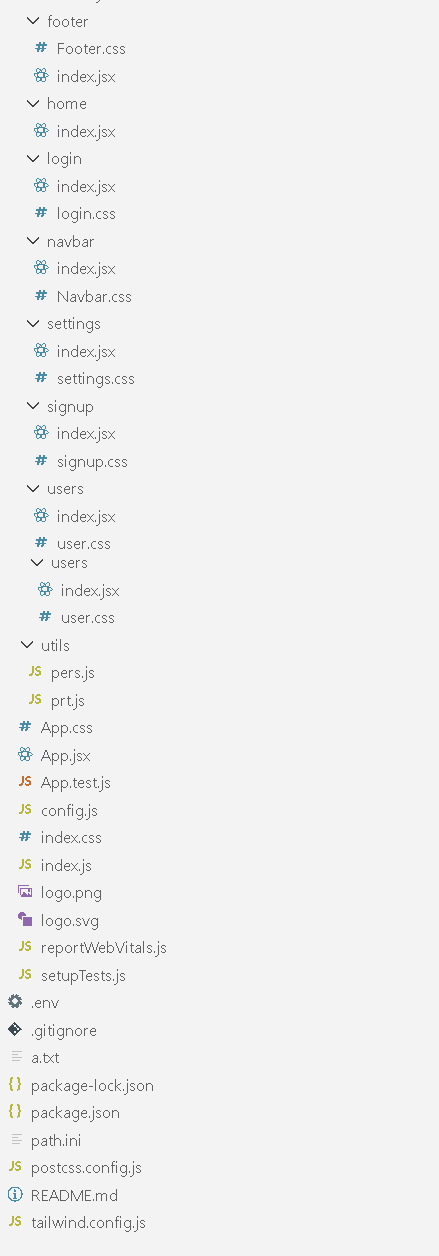 footer
Footer.css
index.jsx
home
index.jsx
login
index.jsx
login.css
navbar
index.jsx
Navbar.css
settings
index.jsx
settings.css
signup
index.jsx
signup.css
users
index.jsx
user.css
users
index.jsx
user.css
utils
JS pers.js
JS prt.js
App.css
App.jsx
JS App.test.js
JS config.js
index.css
JS index.js
logo.png
logo.svg
JS reportWebVitals.js
JS setupTests.js
.env
.gitignore
a.txt
{} package-lock.json
{} package.json
path.ini
JS postcss.config.js
README.md
JS tailwind.config.js